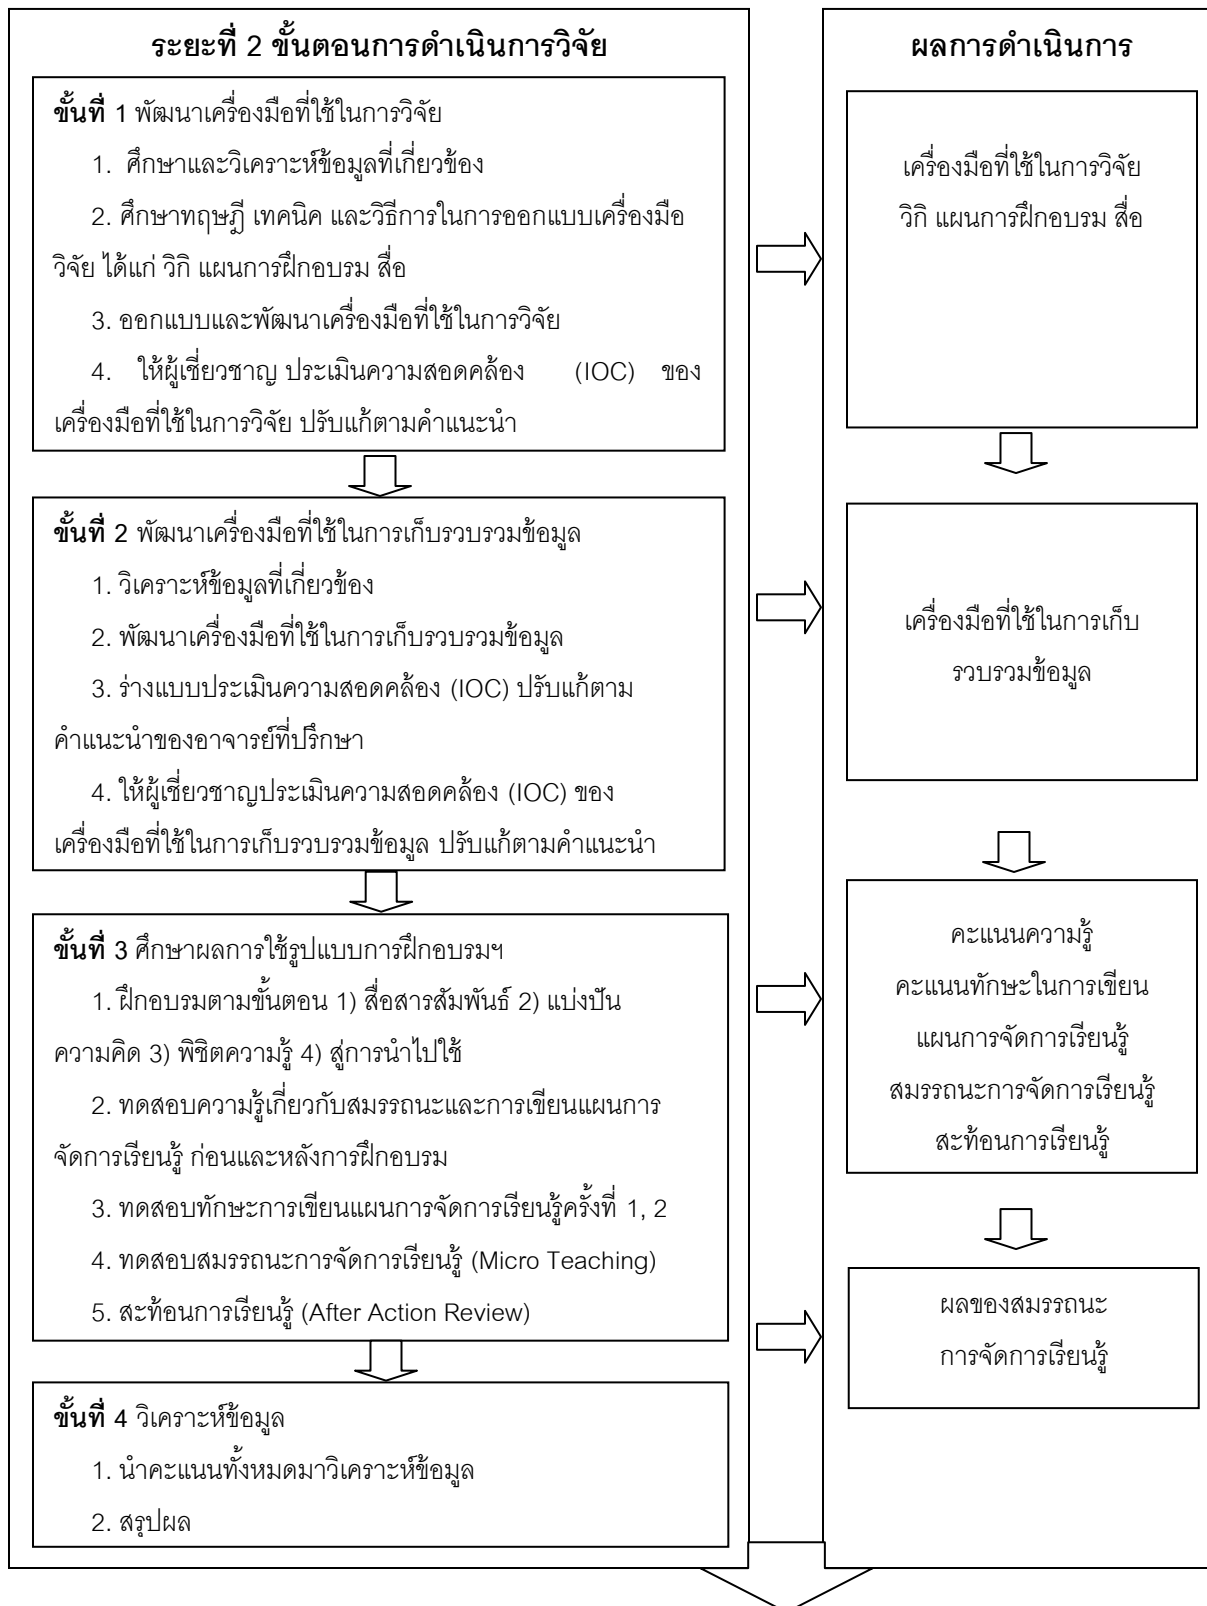 ระยะที่ 2 ขั้นตอนการดำเนินการวิจัย
ขั้นที่ 1 พัฒนาเครื่องมือที่ใช้ในการวิจัย
1. ศึกษาและวิเคราะห์ข้อมูลที่เกี่ยวข้อง
2. ศึกษาทฤษฎี เทคนิค และวิธีการในการออกแบบเครื่องมือ
วิจัย ได้แก่ วิกิ แผนการฝึกอบรม สื่อ
3. ออกแบบและพัฒนาเครื่องมือที่ใช้ในการวิจัย
4. ให้ผู้เชี่ยวชาญ ประเมินความสอดคล้อง (IOC) ของ
เครื่องมือที่ใช้ในการวิจัย ปรับแก้ตามคำแนะนำ
ขั้นที่ 2 พัฒนาเครื่องมือที่ใช้ในการเก็บรวบรวมข้อมูล
1. วิเคราะห์ข้อมูลที่เกี่ยวข้อง
2. พัฒนาเครื่องมือที่ใช้ในการเก็บรวบรวมข้อมูล
3. ร่างแบบประเมินความสอดคล้อง (IOC) ปรับแก้ตาม
คำแนะนำของอาจารย์ที่ปรึกษา
4. ให้ผู้เชี่ยวชาญประเมินความสอดคล้อง (IOC) ของ
เครื่องมือที่ใช้ในการเก็บรวบรวมข้อมูล ปรับแก้ตามคำแนะนำ
ขั้นที่ 3 ศึกษาผลการใช้รูปแบบการฝึกอบรมฯ
1. ฝึกอบรมตามขั้นตอน 1) สื่อสารสัมพันธ์ 2) แบ่งปัน
ความคิด 3) พิชิตความรู้ 4) สู่การนำไปใช้
2. ทดสอบความรู้เกี่ยวกับสมรรถนะและการเขียนแผนการ
จัดการเรียนรู้ ก่อนและหลังการฝึกอบรม
3. ทดสอบทักษะการเขียนแผนการจัดการเรียนรู้ครั้งที่ 1, 2
4. ทดสอบสมรรถนะการจัดการเรียนรู้ (Micro Teaching)
5. สะท้อนการเรียนรู้ (After Action Review)
ขั้นที่ 4 วิเคราะห์ข้อมูล
1. นำคะแนนทั้งหมดมาวิเคราะห์ข้อมูล
2. สรุปผล
ผลการดำเนินการ
เครื่องมือที่ใช้ในการวิจัย
วิกิ แผนการฝึกอบรม สื่อ
เครื่องมือที่ใช้ในการเก็บ
รวบรวมข้อมูล
คะแนนความรู้
คะแนนทักษะในการเขียน
แผนการจัดการเรียนรู้
สมรรถนะการจัดการเรียนรู้
สะท้อนการเรียนรู้
ผลของสมรรถนะ
การจัดการเรียนรู้